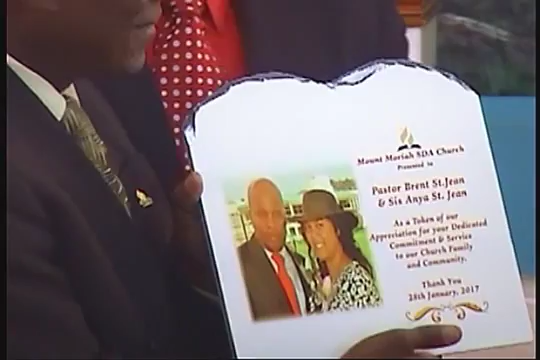 Mount Moriah SDA Church
Presented to
Pastor Brent St.Jean
& Sis Anya St. Jean
As a Token of our
Appreciation for your Dedicated
Commitment & Service
to our Church Family
and Community.
Thank You
28th January, 2017